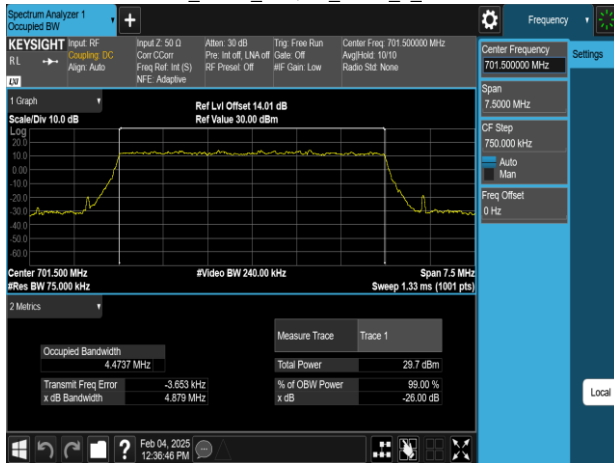 Spectrum Analyzer 1
Occupied BW
Frequency
KEYSIGHT
Input: RF
Input Z: 50 Ω
Atten: 30 dB
Trig: Free Run
Center Freq: 701.500000 MHz
RL
Coupling: DC
Corr CCorr
Pre: Int off, LNA off
Gate: Off
Avg|Hold: 10/10
Align: Auto
Freq Ref: Int (S)
RF Preset: Off
#IF Gain: Low
Radio Std: None
LXI
NFE: Adaptive
Center Frequency
701.500000 MHz
Settings
Span
7.5000 MHz
CF Step
750.000 kHz
Auto
Man
Freq Offset
0 Hz
1 Graph
Ref Lvl Offset 14.01 dB
Scale/Div 10.0 dB
Ref Value 30.00 dBm
Log
20.0
10.0
0.00
-10.0
-20.0
-30.0
-40.0
-50.0
-60.0
Center 701.500 MHz
#Video BW 240.00 kHz
Span 7.5 MHz
#Res BW 75.000 kHz
Sweep 1.33 ms (1001 pts)
2 Metrics
Measure Trace
Trace 1
Occupied Bandwidth
4.4737 MHz
Total Power
29.7 dBm
Transmit Freq Error
-3.653 kHz
% of OBW Power
99.00 %
x dB Bandwidth
4.879 MHz
x dB
-26.00 dB
Local
Feb 04, 2025
12:36:46 PM